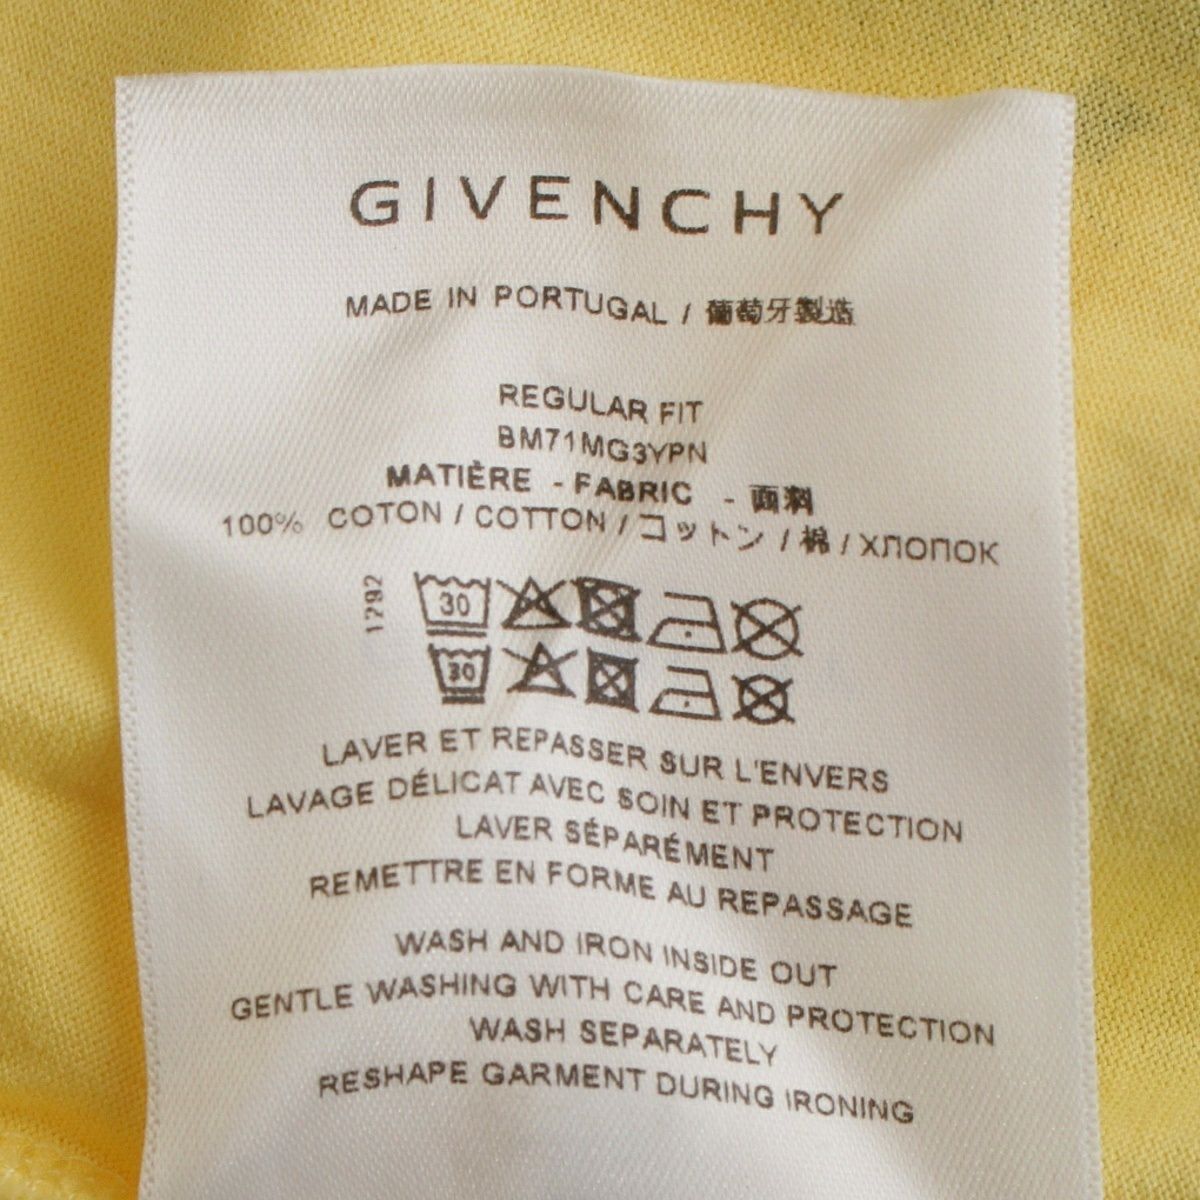 GIVENCHY
MADE IN PORTUGAL / 葡萄牙製造
REGULAR FIT
BM71MG3YPN
MATIÈRE - FABRIC - 面料
100% COTON / COTTON / コットン / 棉 / ХЛОПОК
1292
30
30
LAVER ET REPASSER SUR L'ENVERS
LAVAGE DÉLICAT AVEC SOIN ET PROTECTION
LAVER SÉPARÉMENT
REMETTRE EN FORME AU REPASSAGE
WASH AND IRON INSIDE OUT
GENTLE WASHING WITH CARE AND PROTECTION
WASH SEPARATELY
RESHAPE GARMENT DURING IRONING